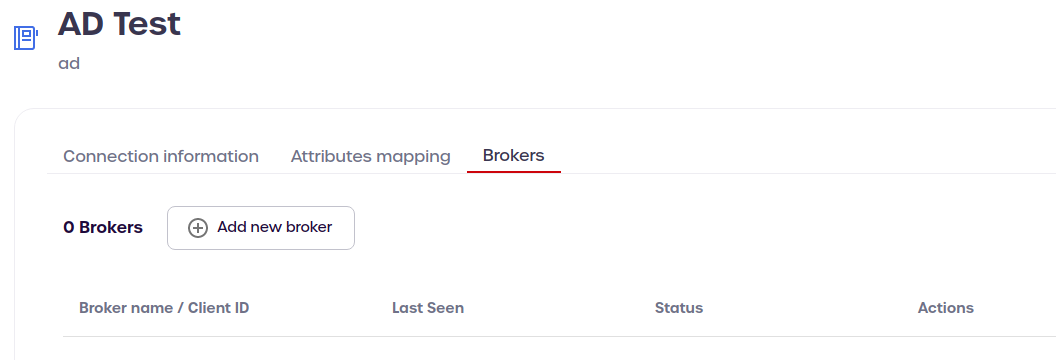 AD Test
ad
Connection information Attributes mapping Brokers
0 Brokers Add new broker
Broker name / Client ID Last Seen Status Actions